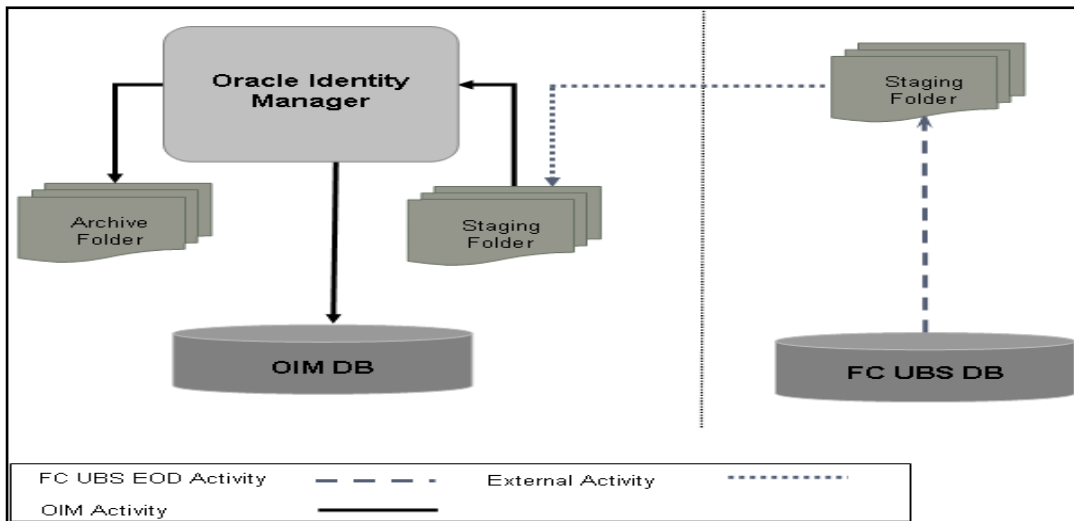 Oracle Identity
Manager
Staging
Folder
Archive
Folder
Staging
Folder
OIM DB
FC UBS DB
FC UBS EOD Activity
External Activity
OIM Activity